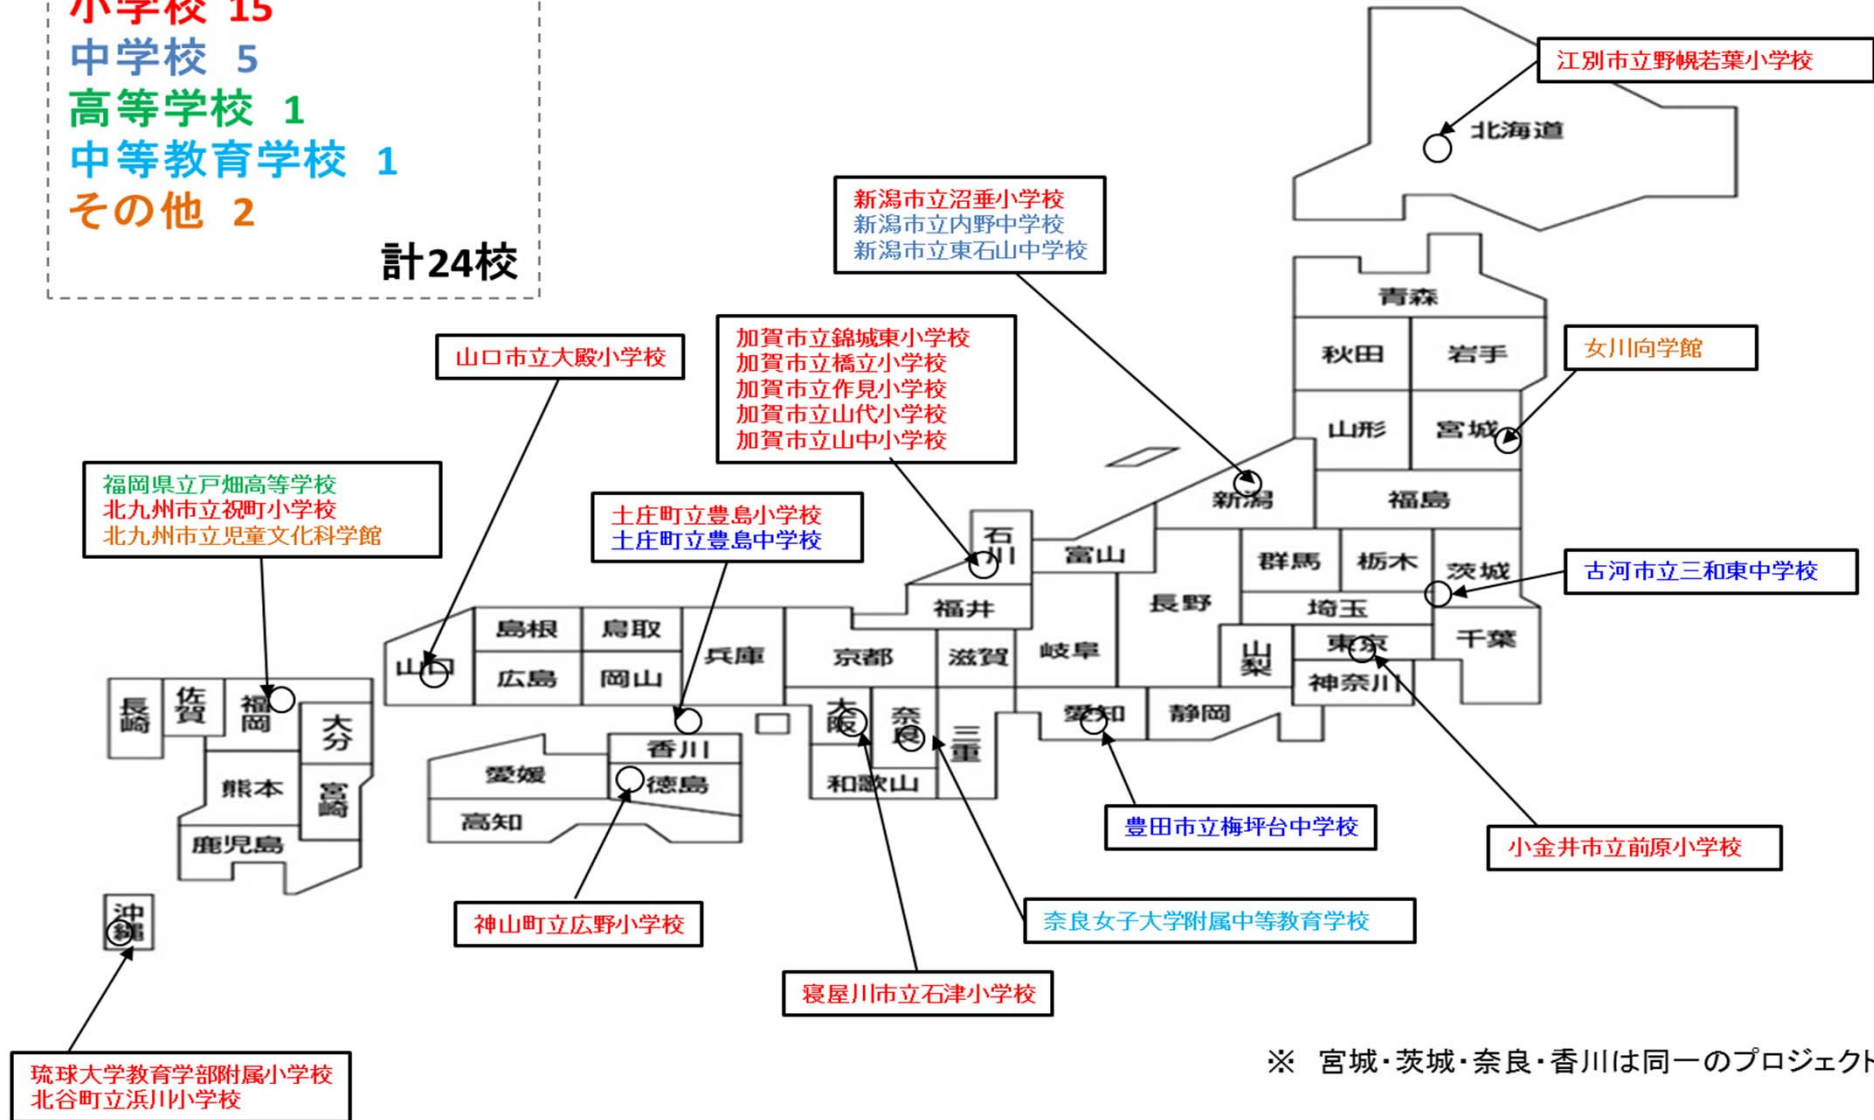 小学校 15
中学校 5
高等学校 1
中等教育学校 1
その他 2
計24校
江別市立野幌若葉小学校
北海道
新潟市立沼垂小学校
新潟市立内野中学校
新潟市立東石山中学校
青森
山口市立大殿小学校
加賀市立錦城東小学校
加賀市立橋立小学校
加賀市立作見小学校
加賀市立山代小学校
加賀市立山中小学校
秋田
岩手
女川向学館
山形
宮城
福岡県立戸畑高等学校
北九州市立祝町小学校
北九州市立児童文化科学館
土庄町立豊島小学校
土庄町立豊島中学校
新潟
福島
石川
富山
群馬
栃木
茨城
古河市立三和東中学校
福井
長野
埼玉
島根
鳥取
兵庫
京都
滋賀
岐阜
山梨
東京
千葉
山口
広島
岡山
神奈川
長崎
佐賀
福岡
大分
大阪
奈良
三重
愛知
静岡
香川
愛媛
徳島
和歌山
熊本
宮崎
高知
鹿児島
豊田市立梅坪台中学校
小金井市立前原小学校
沖縄
神山町立広野小学校
奈良女子大学附属中等教育学校
寝屋川市立石津小学校
琉球大学教育学部附属小学校
北谷町立浜川小学校
※ 宮城・茨城・奈良・香川は同一のプロジェクト